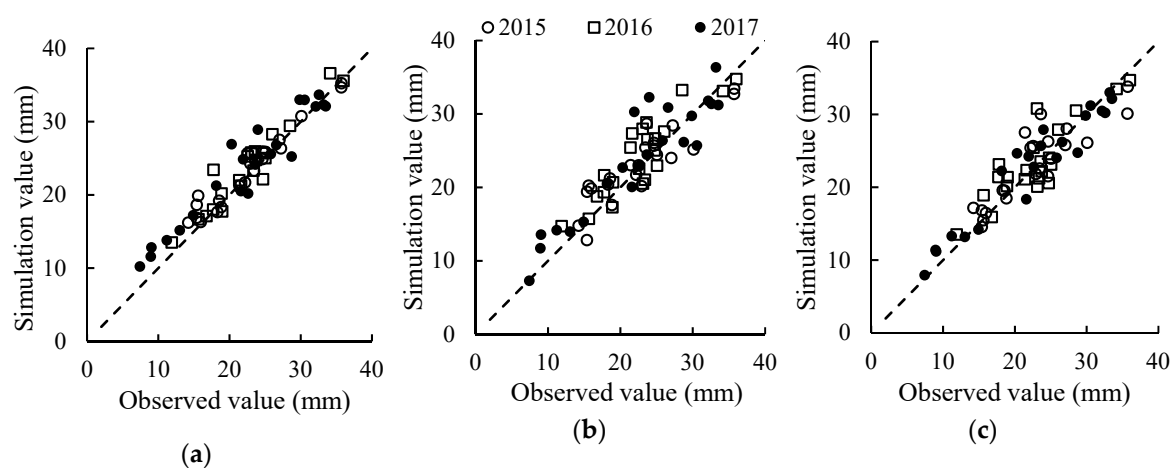 2015 2016 2017
40 40 40
30 30 30
20 20 20
10 10 10
0 0 0
Simulation value (mm) Simulation value (mm) Simulation value (mm)
0 10 20 30 40 0 10 20 30 40 0 10 20 30 40
Observed value (mm) Observed value (mm) Observed value (mm)
(a) (b) (c)